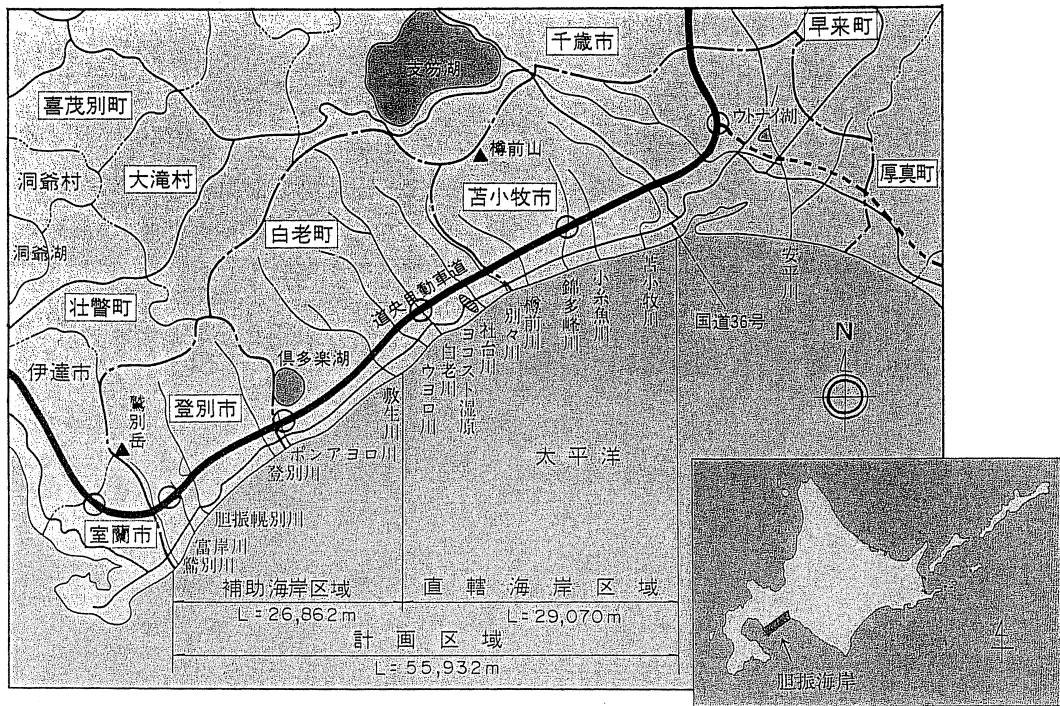 千歳市
早来町
支笏湖
喜茂別町
ウトナイ湖
樽前山
洞爺村
大滝村
厚真町
苫小牧市
白老町
洞爺湖
道央自動車道
安平
壮瞥町
苫小牧川
小糸魚川
錦多峰川
樽前川
別々川
社台川
ヨコスト湿原
白老川
ウヨロ川
敷生川
国道36号
N
倶多楽湖
伊達市
鷲別岳
登別市
ポンアヨロ川
登別川
太平洋
胆振幌別川
室蘭市
富岸川
鷲別川
補助海岸区域
直轄海岸区域
L=26,862m
L=29,070m
計画区域
L=55,932m
胆振海岸